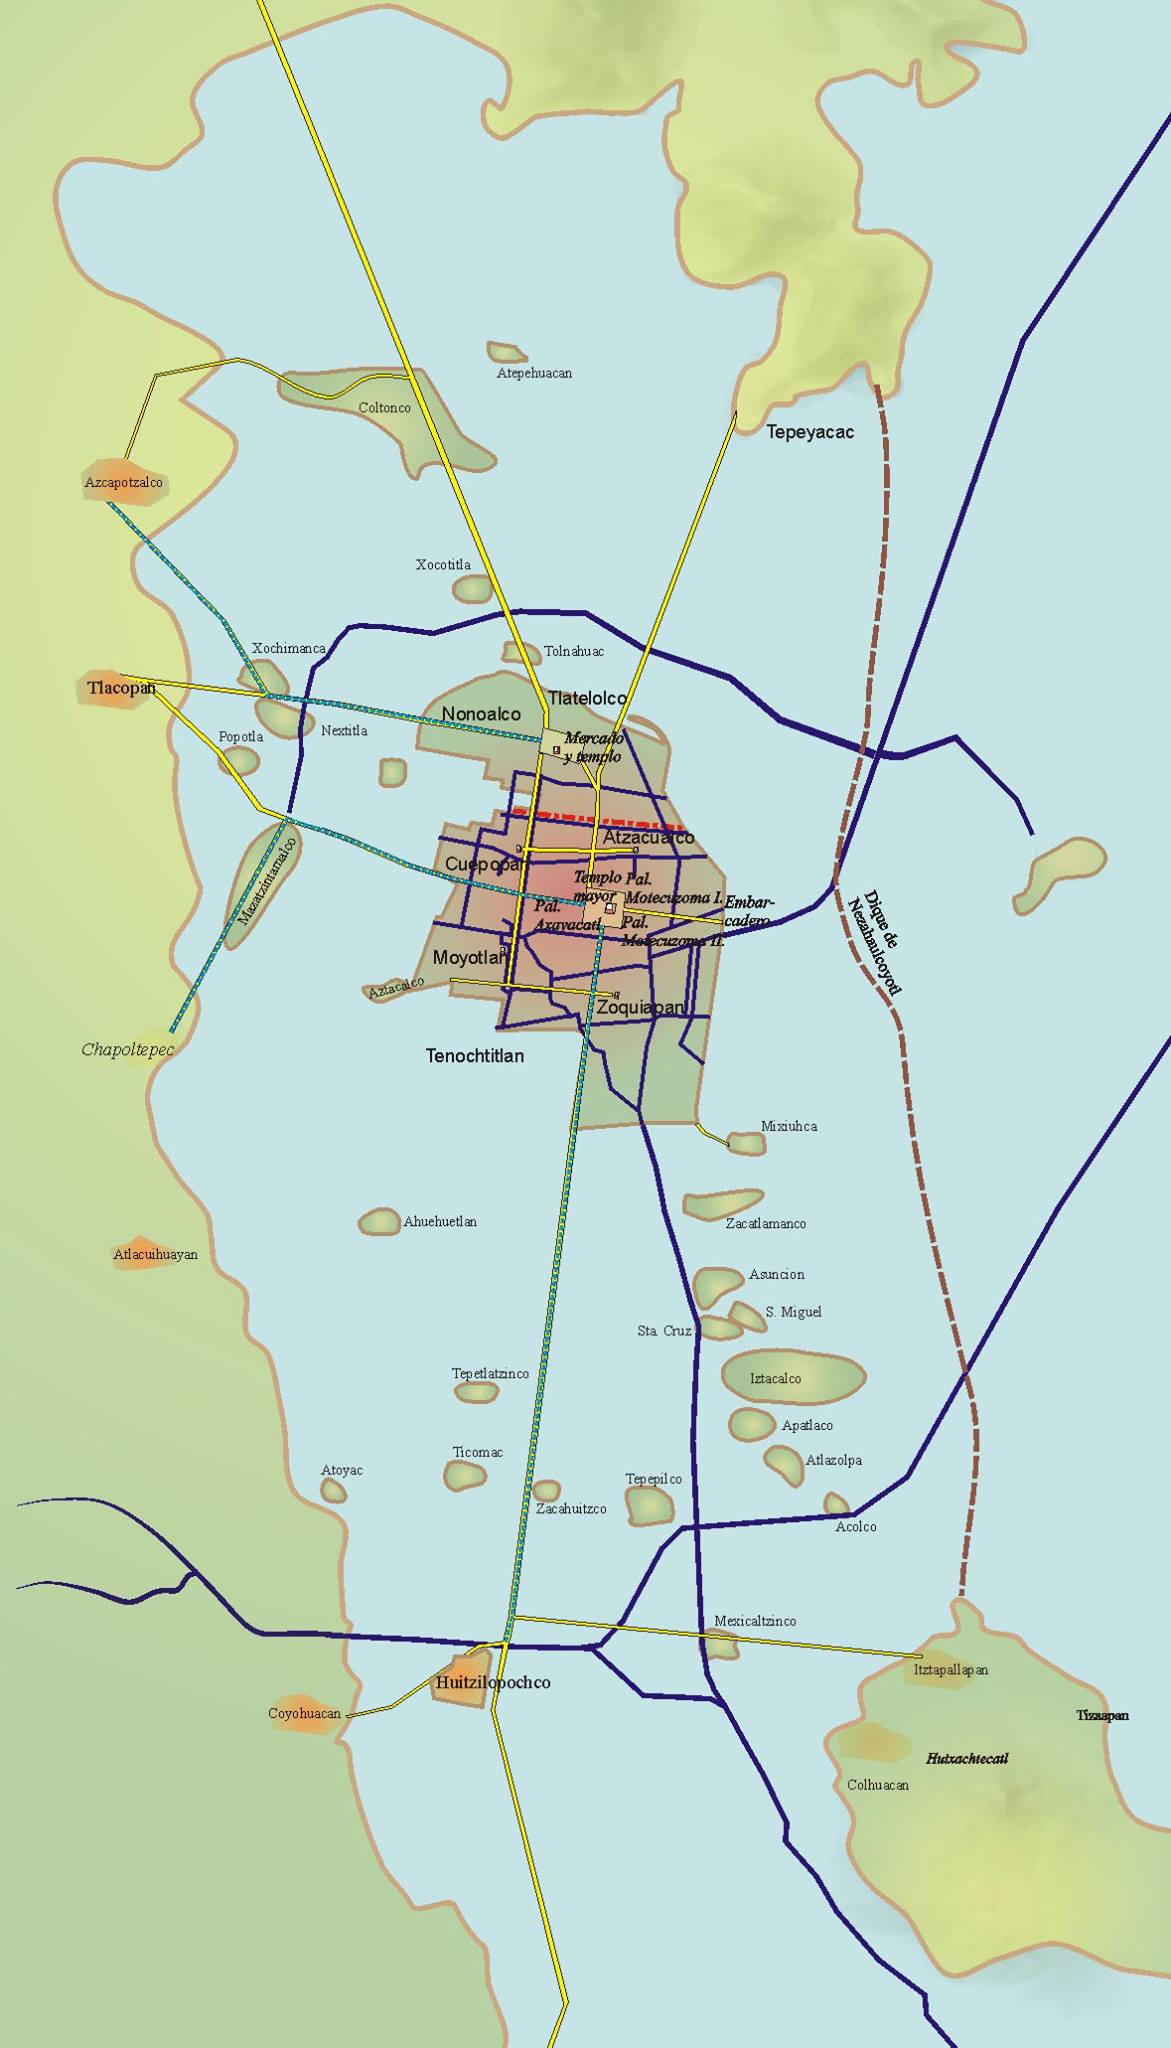 Atepehuacan
Coltonco
Tepeyacac
Azcapotzalco
Xocotitla
Xochimanca
Tolnahuac
Tlacopan
Tlatelolco
Nonoalco
Nextitla
Popotla
Mercado
y templo
Atzacualco
Cuepopan
Mazatzintamalco
Templo
mayor
Pal.
Motecuzoma I.
Pal.
Axayacatl
Embar-
cadero
Pal.
Motecuzoma II.
Dique de
Nezahaulcoyotl
Moyotlan
Aztacalco
Zoquiapan
Chapoltepec
Tenochtitlan
Mixiuhca
Ahuehuetlan
Zacatlamanco
Atlacuihuayan
Asuncion
S. Miguel
Sta. Cruz
Tepetlatzinco
Iztacalco
Apatlaco
Ticomac
Atlazolpa
Atoyac
Tepepilco
Zacahuitzco
Acolco
Mexicaltzinco
Itztapallapan
Huitzilopochco
Coyohuacan
Tizaapan
Huixachtecatl
Colhuacan